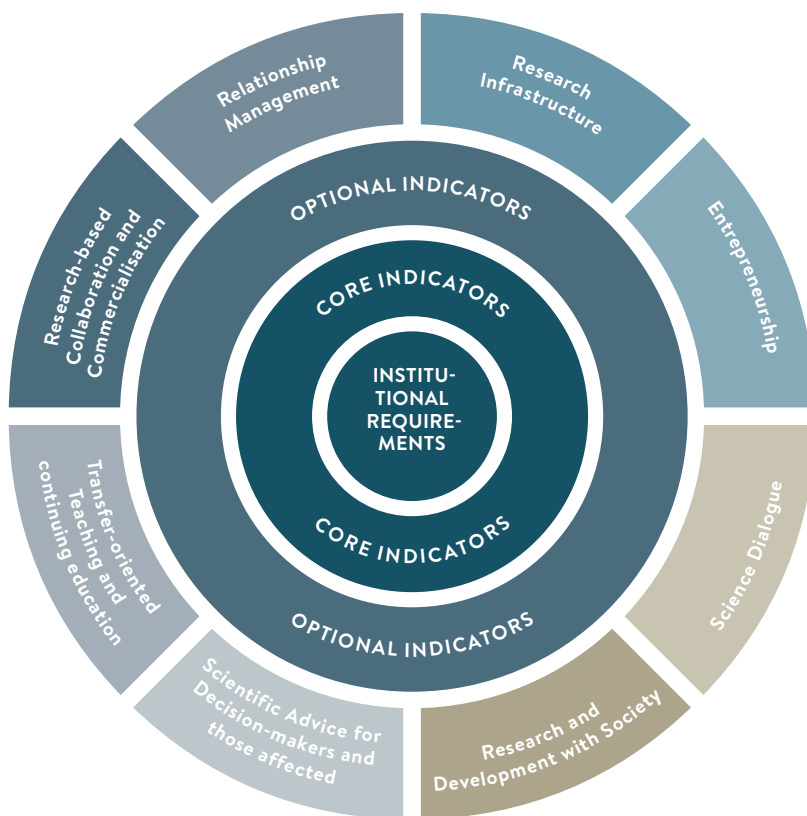 Relationship
Management
Research
Infrastructure
Entrepreneurship
Science Dialogue
Research and
Development with Society
Scientific Advice for
Decision-makers and
those affected
Transfer-oriented
Teaching and
continuing education
Research-based
Collaboration and
Commercialisation
OPTIONAL INDICATORS
CORE INDICATORS
INSTITU-
TIONAL
REQUIRE-
MENTS
CORE INDICATORS
OPTIONAL INDICATORS